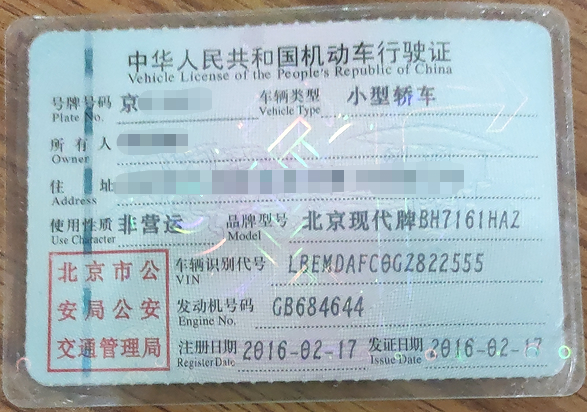 中华人民共和国机动车行驶证
Vehicle License of the People's Republic of China
号牌号码 京 车辆类型 小型轿车
Plate No. Vehicle Type
所有人
Owner
住址
Address
使用性质 非营运 品牌型号 北京现代牌BH7161HAZ
Use Character Model
北京市公
安局公安
交通管理局
车辆识别代号 LBEMDAFC0GZ822555
VIN
发动机号码 GB684644
Engine No.
注册日期 2016-02-17 发证日期 2016-02-17
Register Date Issue Date